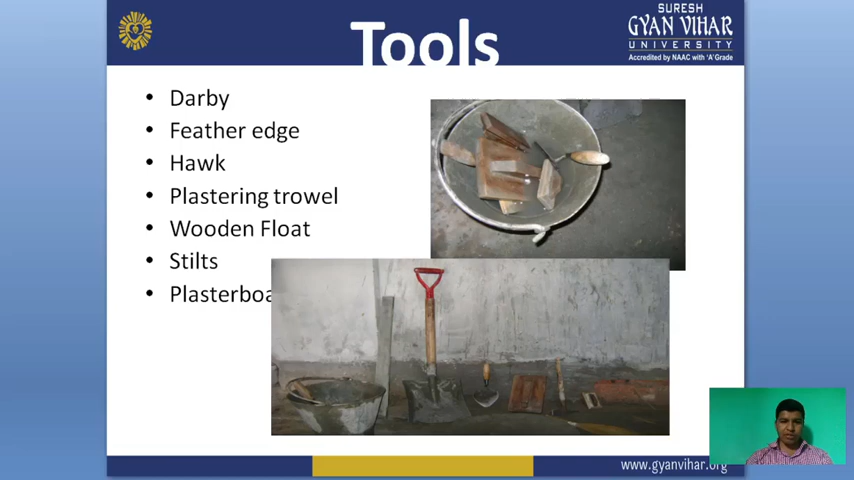 Tools
SURESH
GYAN VIHAR
UNIVERSITY
Accredited by NAAC with 'A' Grade
• Darby
• Feather edge
• Hawk
• Plastering trowel
• Wooden Float
• Stilts
• Plasterboa
www.gyanvihar.org